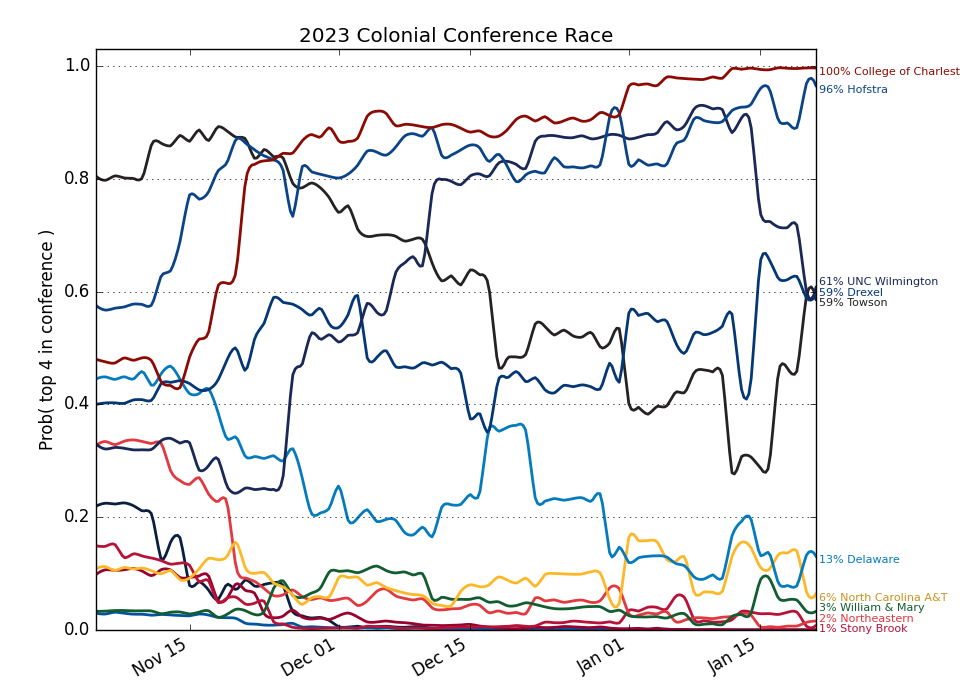 2023 Colonial Conference Race
Prob( top 4 in conference )
1.0
0.8
0.6
0.4
0.2
0.0
Nov 15
Dec 01
Dec 15
Jan 01
Jan 15
100% College of Charlest
96% Hofstra
61% UNC Wilmington
59% Drexel
59% Towson
13% Delaware
6% North Carolina A&T
3% William & Mary
2% Northeastern
1% Stony Brook